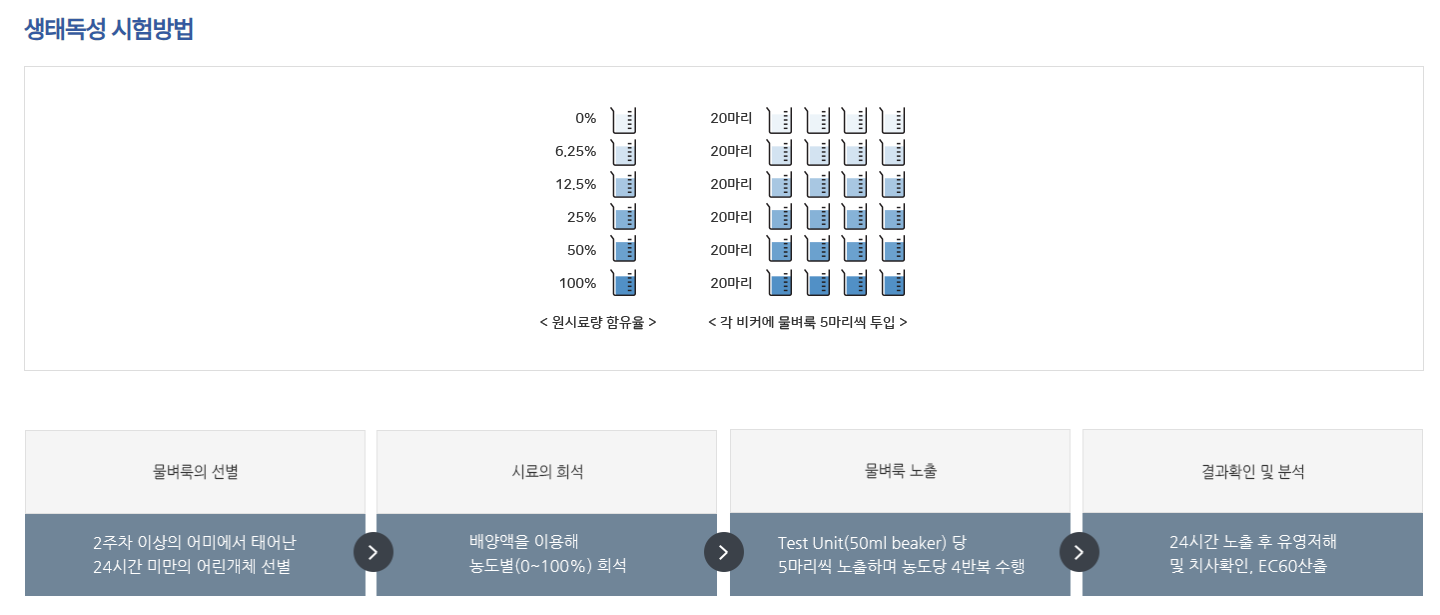 생태독성 시험방법
0% 20마리
6.25% 20마리
12.5% 20마리
25% 20마리
50% 20마리
100% 20마리
< 원시료량 함유율 > < 각 비커에 물벼룩 5마리씩 투입 >
물벼룩의 선별
2주차 이상의 어미에서 태어난
24시간 미만의 어린개체 선별
시료의 희석
배양액을 이용해
농도별(0~100%) 희석
물벼룩 노출
Test Unit(50ml beaker) 당
5마리씩 노출하며 농도당 4반복 수행
결과확인 및 분석
24시간 노출 후 유영저해
및 치사확인, EC60산출